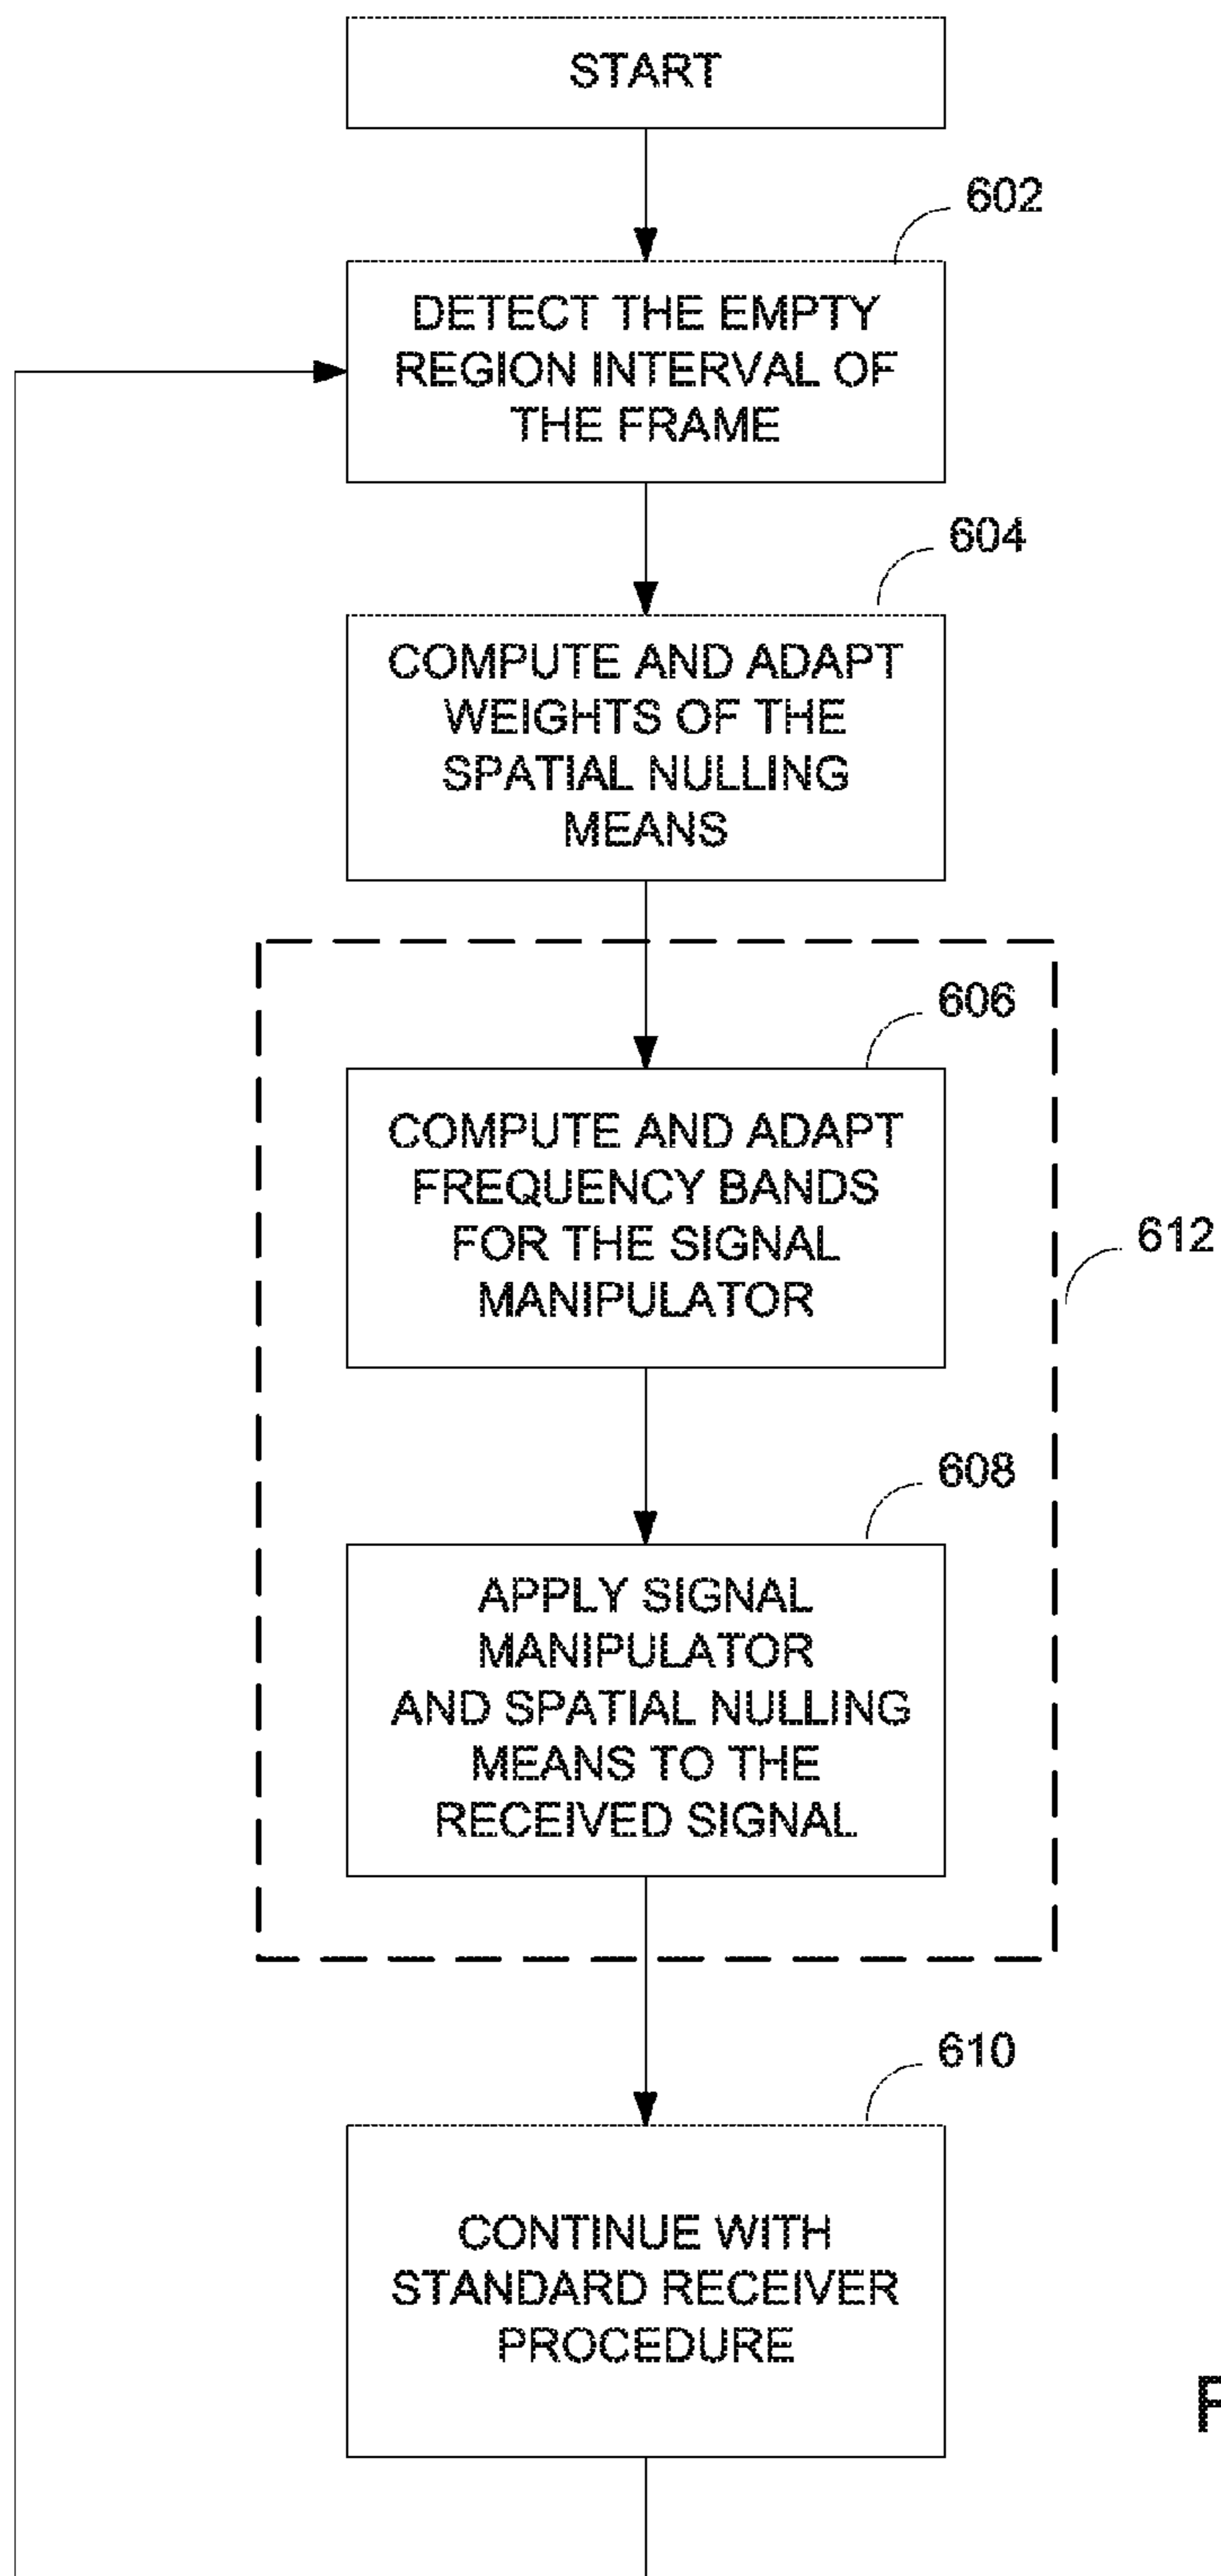 START
602
DETECT THE EMPTY
REGION INTERVAL OF
THE FRAME
604
COMPUTE AND ADAPT
WEIGHTS OF THE
SPATIAL NULLING
MEANS
606
COMPUTE AND ADAPT
FREQUENCY BANDS
FOR THE SIGNAL
MANIPULATOR
612
608
APPLY SIGNAL
MANIPULATOR
AND SPATIAL NULLING
MEANS TO THE
RECEIVED SIGNAL
610
CONTINUE WITH
STANDARD RECEIVER
PROCEDURE